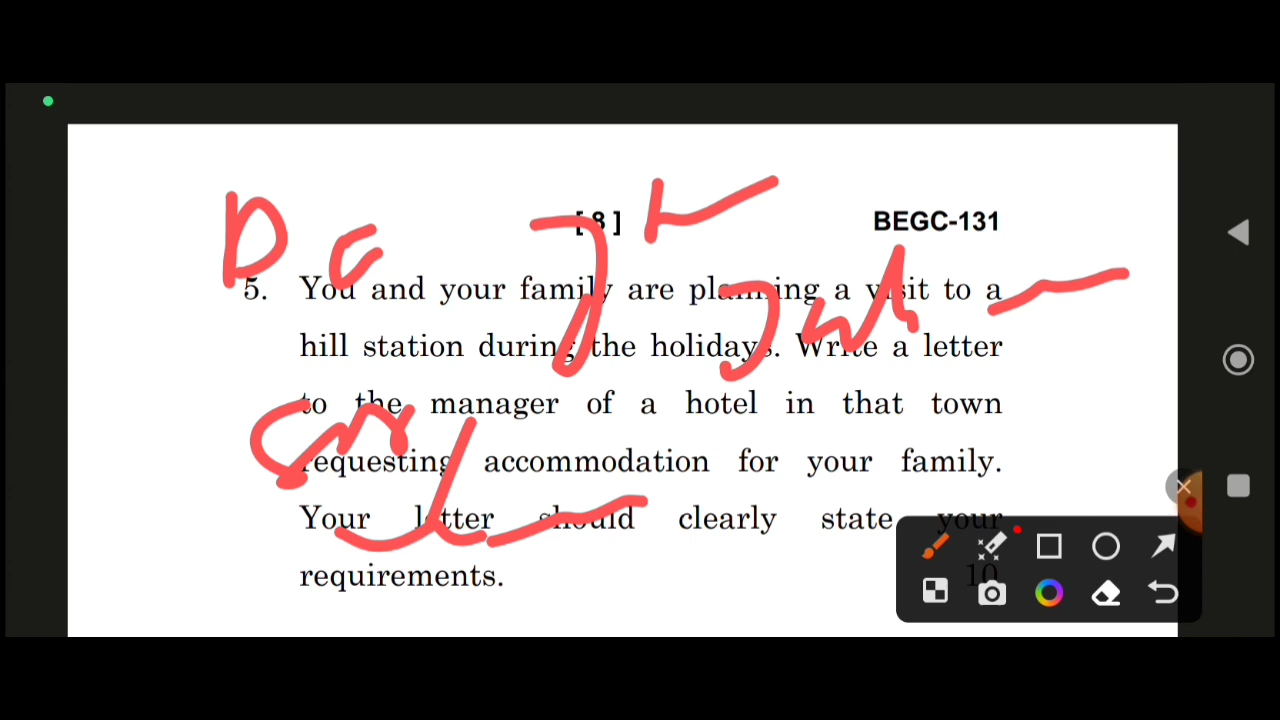 [ 8 ] BEGC-131
5. You and your family are planning a visit to a
hill station during the holidays. Write a letter
to the manager of a hotel in that town
requesting accommodation for your family.
Your letter should clearly state your
requirements. 10